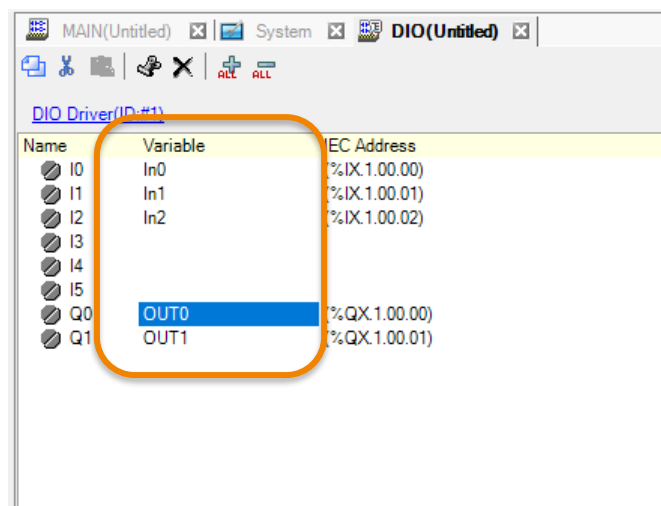 MAIN(Untitled) System DIO(Untitled)
ALL ALL
DIO Driver(ID:#1)
Name Variable IEC Address
I0 In0 (%IX.1.00.00)
I1 In1 (%IX.1.00.01)
I2 In2 (%IX.1.00.02)
I3
I4
I5
Q0 OUT0 (%QX.1.00.00)
Q1 OUT1 (%QX.1.00.01)